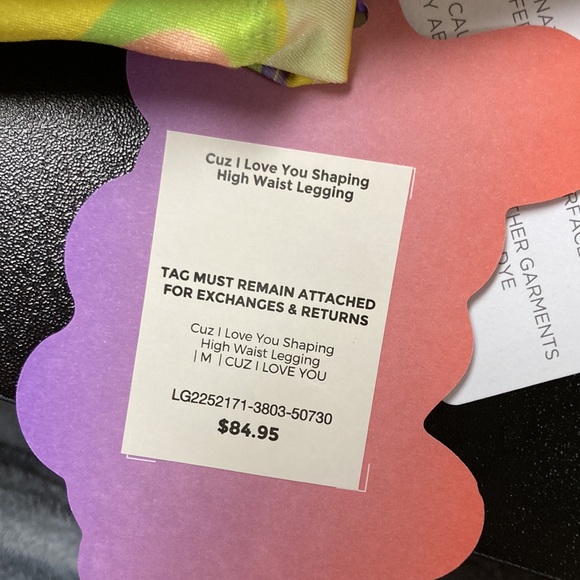 Cuz I Love You Shaping
High Waist Legging
TAG MUST REMAIN ATTACHED
FOR EXCHANGES & RETURNS
Cuz I Love You Shaping
High Waist Legging
| M | CUZ I LOVE YOU
LG2252171-3803-50730
$84.95
GARMENTS
DYE